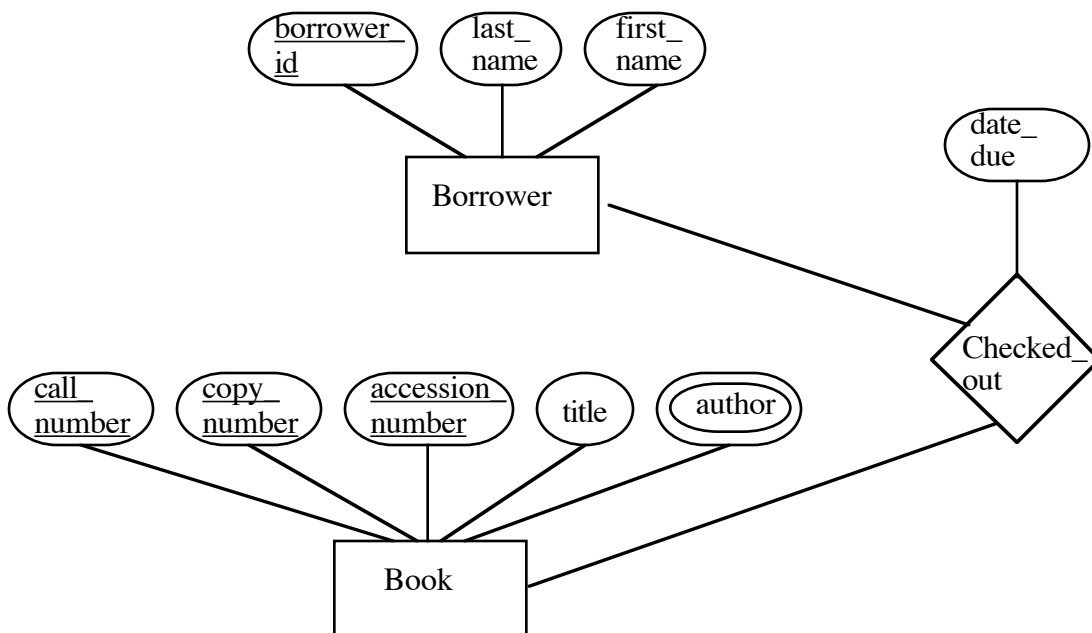 borrower_
id
last_
name
first_
name
date_
due
Borrower
Checked_
out
call_
number
copy_
number
accession_
number
title
author
Book